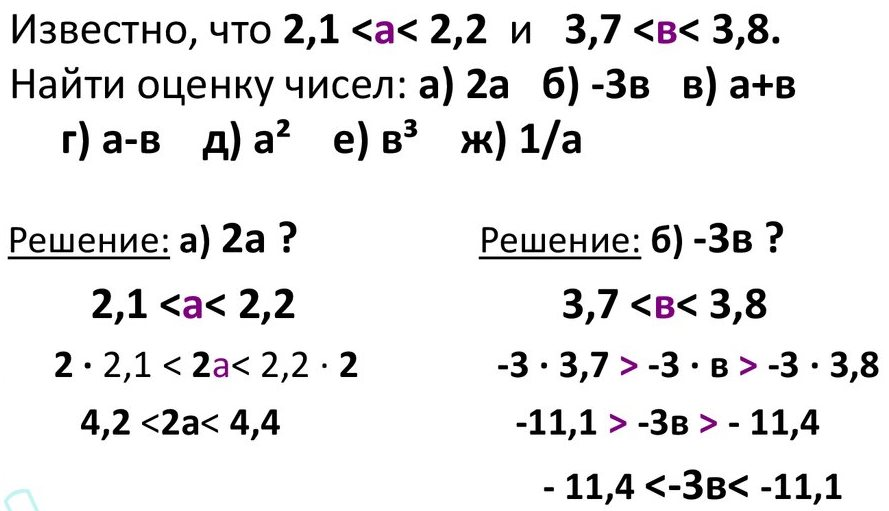 Известно, что 2,1 <а< 2,2 и 3,7 <в< 3,8.
Найти оценку чисел: а) 2а б) -3в в) а+в
г) а-в д) а² е) в³ ж) 1/а
Решение: а) 2а ?
2,1 <а< 2,2
2 · 2,1 < 2а< 2,2 · 2
4,2 <2а< 4,4
Решение: б) -3в ?
3,7 <в< 3,8
-3 · 3,7 > -3 · в > -3 · 3,8
-11,1 > -3в > - 11,4
- 11,4 <-3в< -11,1